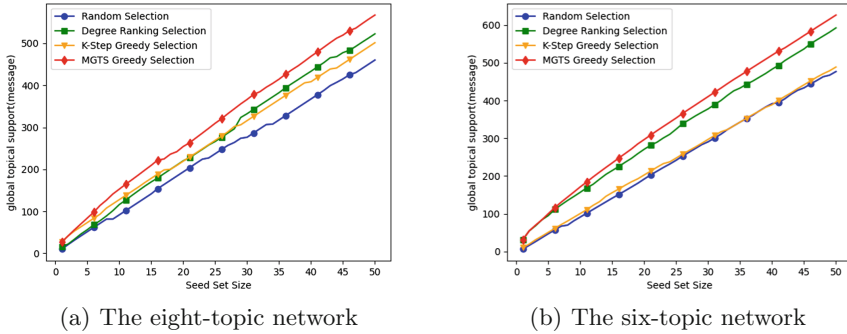 Random Selection
Degree Ranking Selection
K-Step Greedy Selection
MGTS Greedy Selection
global topical support(message)
500
400
300
200
100
0
0 5 10 15 20 25 30 35 40 45 50
Seed Set Size
(a) The eight-topic network
Random Selection
Degree Ranking Selection
K-Step Greedy Selection
MGTS Greedy Selection
global topical support(message)
600
500
400
300
200
100
0
0 5 10 15 20 25 30 35 40 45 50
Seed Set Size
(b) The six-topic network